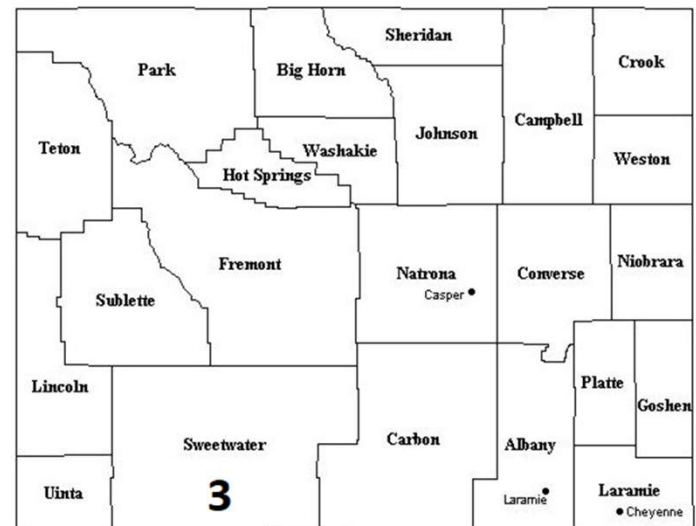 Sheridan
Park
Big Horn
Crook
Campbell
Johnson
Teton
Washakie
Weston
Hot Springs
Fremont
Niobrara
Natrona
Converse
Casper
Sublette
Lincoln
Platte
Goshen
Sweetwater
Carbon
Albany
Uinta
3
Laramie
Laramie
Cheyenne